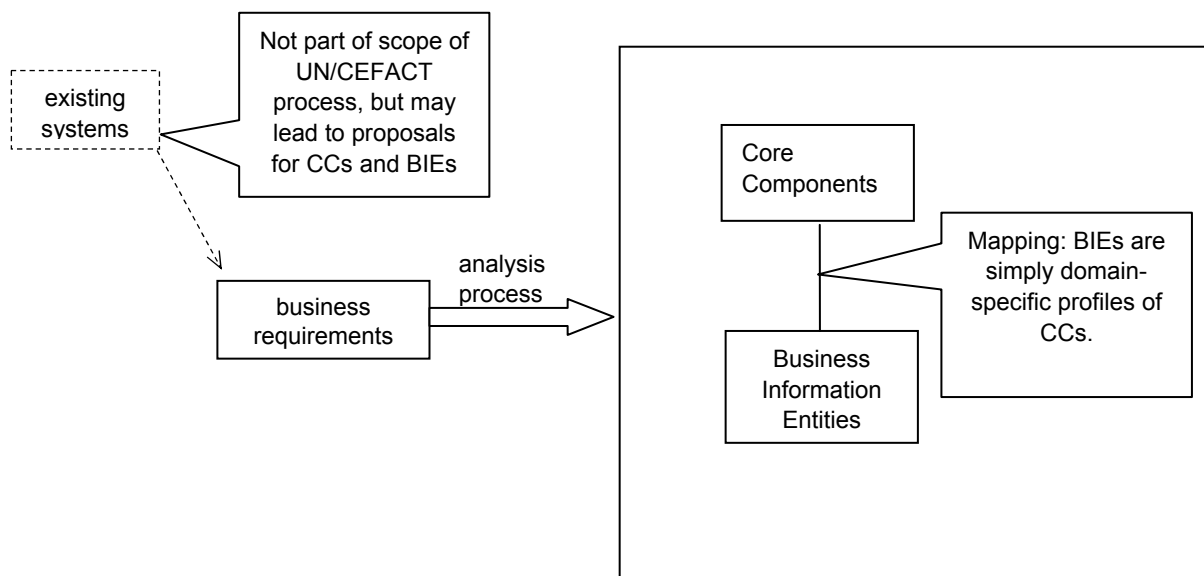 existing
systems
Not part of scope of
UN/CEFACT
process, but may
lead to proposals
for CCs and BIEs
business
requirements
analysis
process
Core
Components
Mapping: BIEs are
simply domain-
specific profiles of
CCs.
Business
Information
Entities